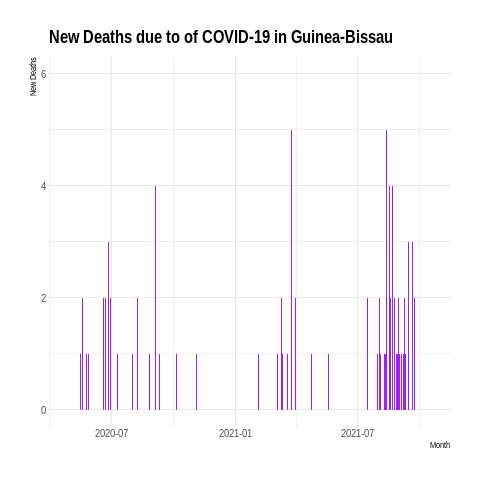 New Deaths due to of COVID-19 in Guinea-Bissau
New Deaths
6
4
2
0
2020-07
2021-01
2021-07
Month